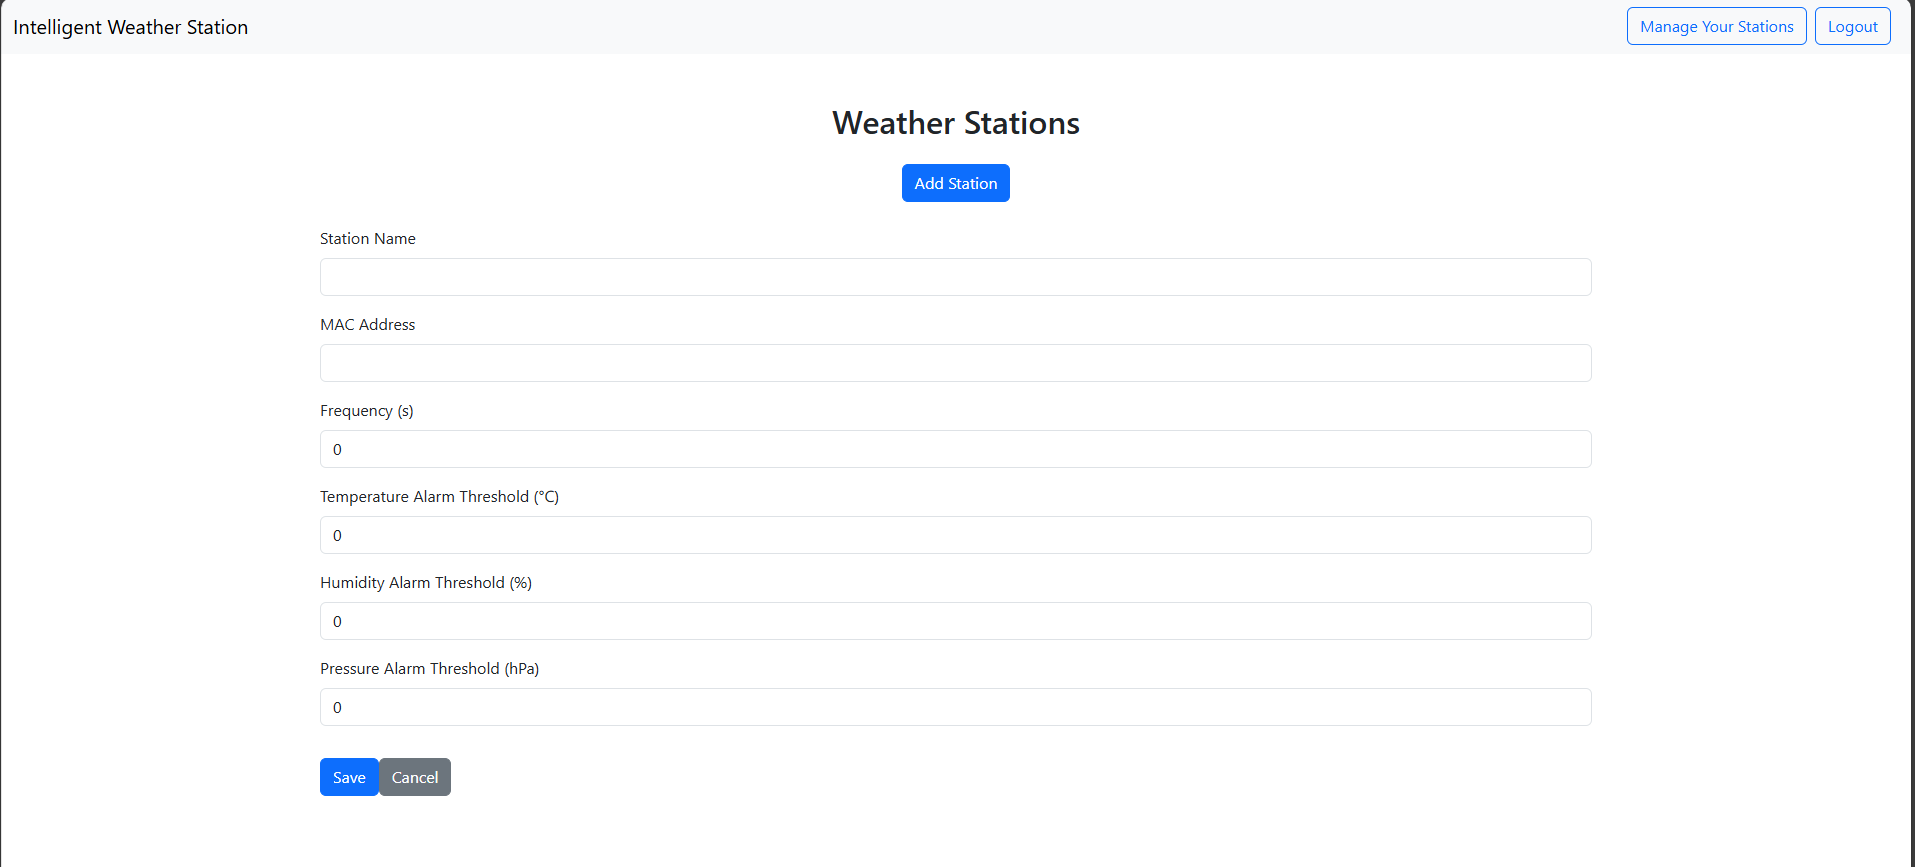 Intelligent Weather Station
Manage Your Stations
Logout
Weather Stations
Add Station
Station Name
MAC Address
Frequency (s)
0
Temperature Alarm Threshold (°C)
0
Humidity Alarm Threshold (%)
0
Pressure Alarm Threshold (hPa)
0
Save
Cancel